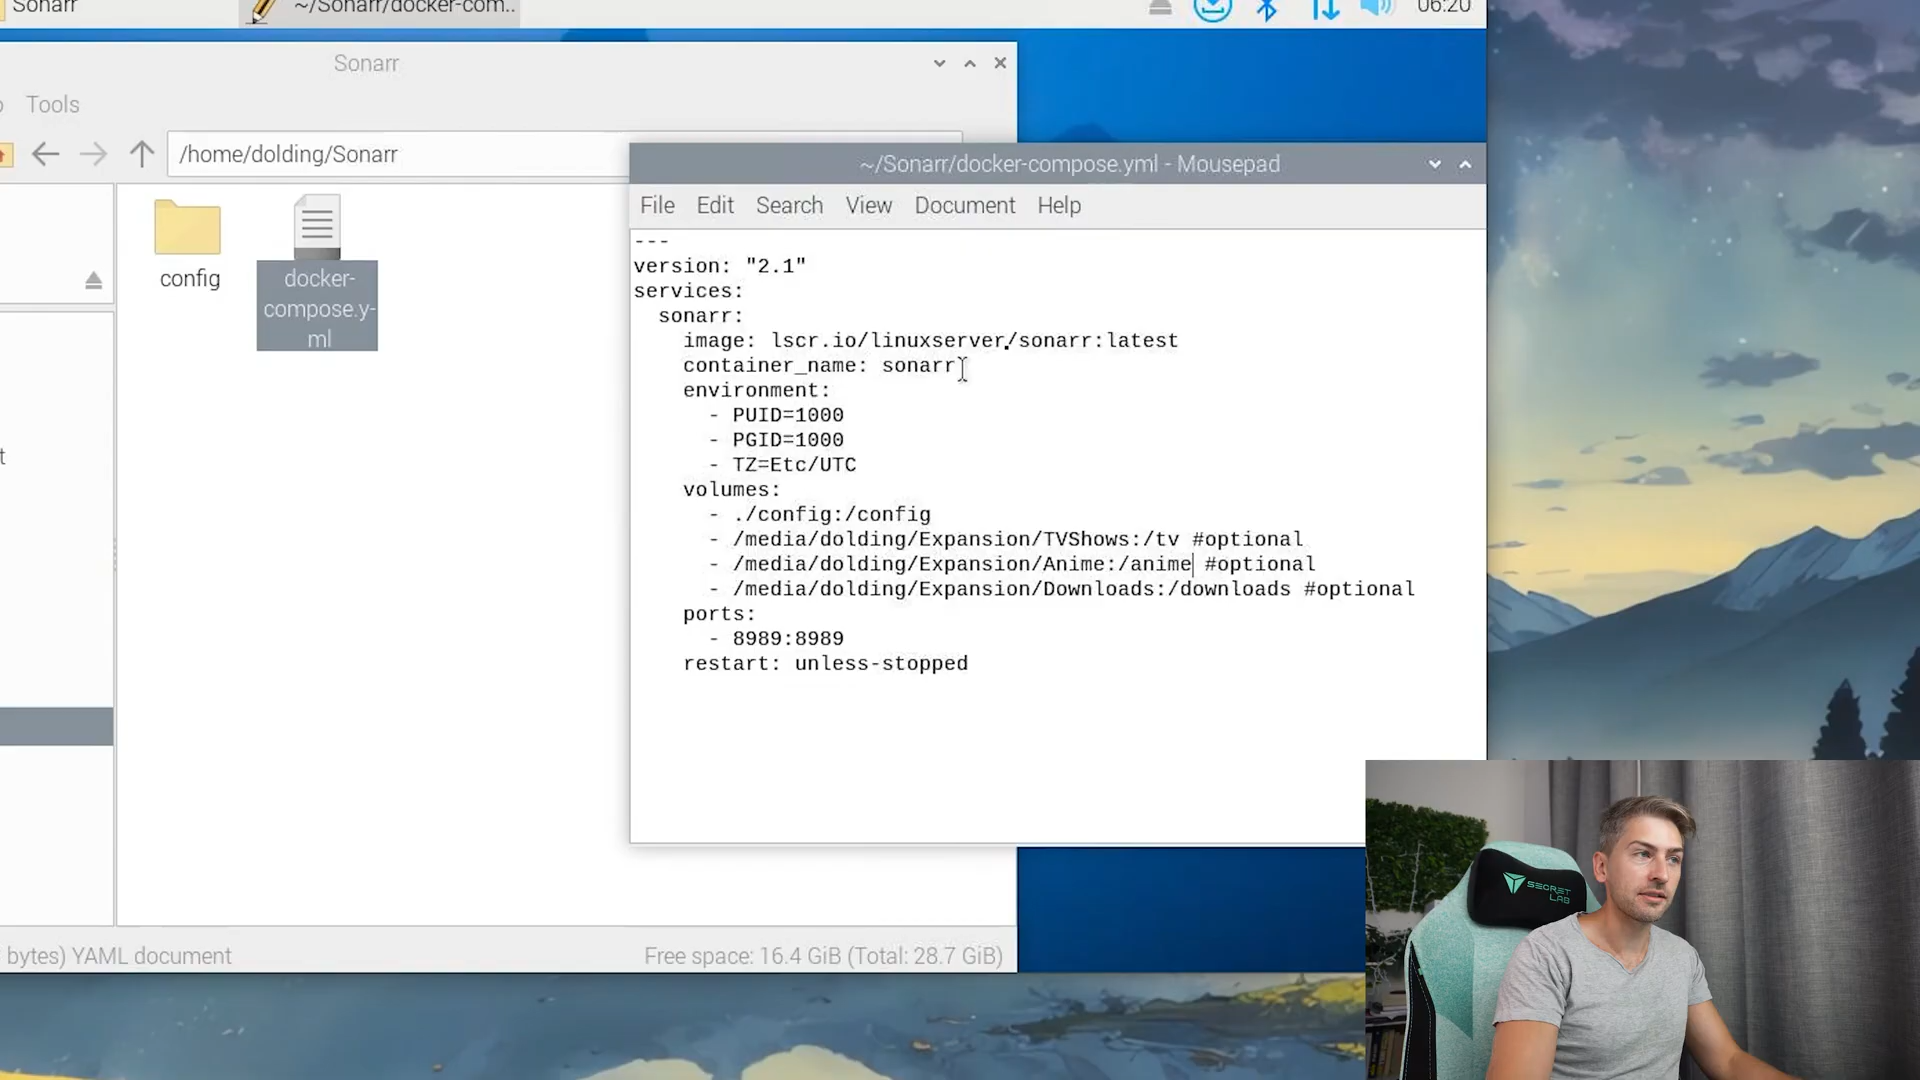 Sonarr
~/Sonarr/docker-com..
06:20
Sonarr
Tools
/home/dolding/Sonarr
config
docker-
compose.y-
ml
~/Sonarr/docker-compose.yml - Mousepad
File Edit Search View Document Help
---
version: "2.1"
services:
sonarr:
image: lscr.io/linuxserver/sonarr:latest
container_name: sonarr
environment:
- PUID=1000
- PGID=1000
- TZ=Etc/UTC
volumes:
- ./config:/config
- /media/dolding/Expansion/TVShows:/tv #optional
- /media/dolding/Expansion/Anime:/anime #optional
- /media/dolding/Expansion/Downloads:/downloads #optional
ports:
- 8989:8989
restart: unless-stopped
t
bytes) YAML document
Free space: 16.4 GiB (Total: 28.7 GiB)
SECRET
LAB